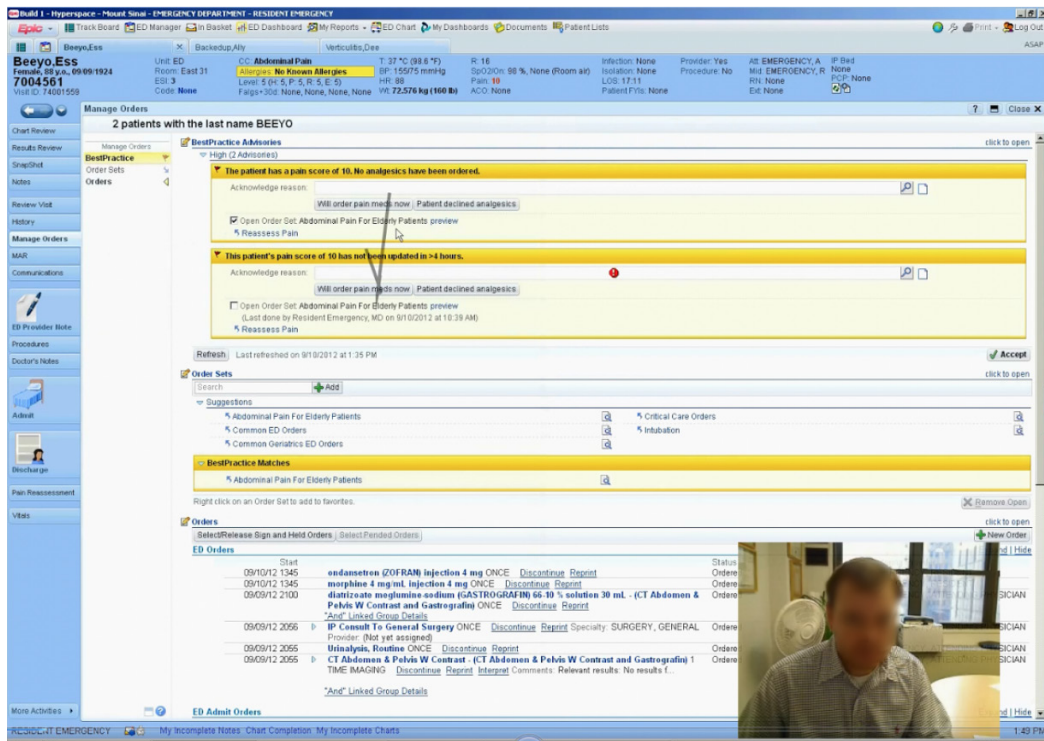 Build 1 - Hyperspace - Mount Sinai - EMERGENCY DEPARTMENT - RESIDENT EMERGENCY
Epic Track Board ED Manager In Basket ED Dashboard My Reports ED Chart My Dashboards Documents Patient Lists Print Log Out
Beeyo,Ess Backedup,Ally Verticulitis,Dee ASAP
Beeyo,Ess Unit: ED CC: Abdominal Pain T: 37 °C (98.6 °F) R: 16 Infection: None Provider: Yes Att: EMERGENCY, A IP Bed
Female, 88 y.o., 09/09/1924 Room: East 31 Allergies: No Known Allergies BP: 155/75 mmHg SpO2/On: 98 %, None (Room air) Isolation: None Procedure: No Mid: EMERGENCY, R None
7004561 ESI: 3 Level: 5 (H: 5, P: 5, R: 5, E: 5) HR: 88 Pain: 10 LOS: 17:11 RN: None PCP: None
Visit ID: 74001559 Code: None Falgs+30d: None, None, None, None Wt: 72.576 kg (160 lb) ACO: None Patient FYIs: None Ext: None
Manage Orders ? Close X
2 patients with the last name BEEYO
Chart Review
Results Review
SnapShot
Notes
Review Visit
History
Manage Orders
MAR
Communications
ED Provider Note
Procedures
Doctor's Notes
Admit
Discharge
Pain Reassessment
Vitals
More Activities
Manage Orders
BestPractice
Order Sets
Orders
BestPractice Advisories click to open
High (2 Advisories)
The patient has a pain score of 10. No analgesics have been ordered.
Acknowledge reason:
Will order pain meds now Patient declined analgesics
Open Order Set: Abdominal Pain For Elderly Patients preview
Reassess Pain
This patient's pain score of 10 has not been updated in >4 hours.
Acknowledge reason:
Will order pain meds now Patient declined analgesics
Open Order Set: Abdominal Pain For Elderly Patients preview
(Last done by Resident Emergency, MD on 9/10/2012 at 10:39 AM)
Reassess Pain
Refresh Last refreshed on 9/10/2012 at 1:35 PM Accept
Order Sets click to open
Search Add
Suggestions
Abdominal Pain For Elderly Patients Critical Care Orders
Common ED Orders Intubation
Common Geriatrics ED Orders
BestPractice Matches
Abdominal Pain For Elderly Patients
Right click on an Order Set to add to favorites. Remove Open
Orders click to open
Select/Release Sign and Held Orders Select Pended Orders New Order
ED Orders | Hide
Start Status
09/10/12 1345 ondansetron (ZOFRAN) injection 4 mg ONCE Discontinue Reprint Ordere
09/10/12 1345 morphine 4 mg/mL injection 4 mg ONCE Discontinue Reprint Ordere
09/09/12 2100 diatrizoate meglumine-sodium (GASTROGRAFIN) 66-10 % solution 30 mL - (CT Abdomen & Ordere SICIAN
Pelvis W Contrast and Gastrografin) ONCE Discontinue Reprint
"And" Linked Group Details
09/09/12 2056 IP Consult To General Surgery ONCE Discontinue Reprint Specialty: SURGERY, GENERAL Ordere SICIAN
Provider: (Not yet assigned)
09/09/12 2055 Urinalysis, Routine ONCE Discontinue Reprint Ordere SICIAN
09/09/12 2055 CT Abdomen & Pelvis W Contrast - (CT Abdomen & Pelvis W Contrast and Gastrografin) 1 Ordere SICIAN
TIME IMAGING Discontinue Reprint Interpret Comments: Relevant results: No results f...
"And" Linked Group Details
ED Admit Orders | Hide
RESIDENT EMERGENCY My Incomplete Notes Chart Completion My Incomplete Charts 1:49 PM